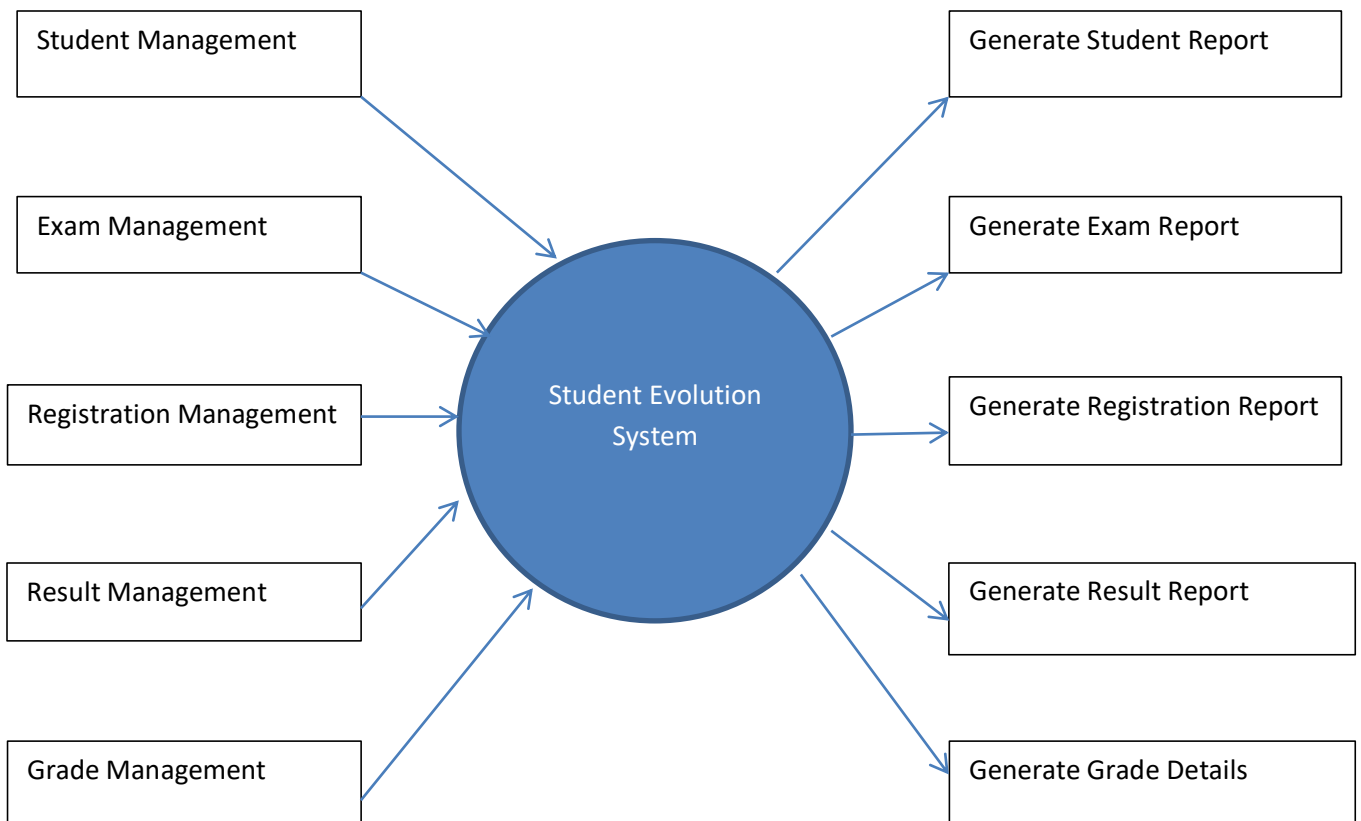 Student Management
Generate Student Report
Exam Management
Generate Exam Report
Registration Management
Student Evolution
System
Generate Registration Report
Result Management
Generate Result Report
Grade Management
Generate Grade Details